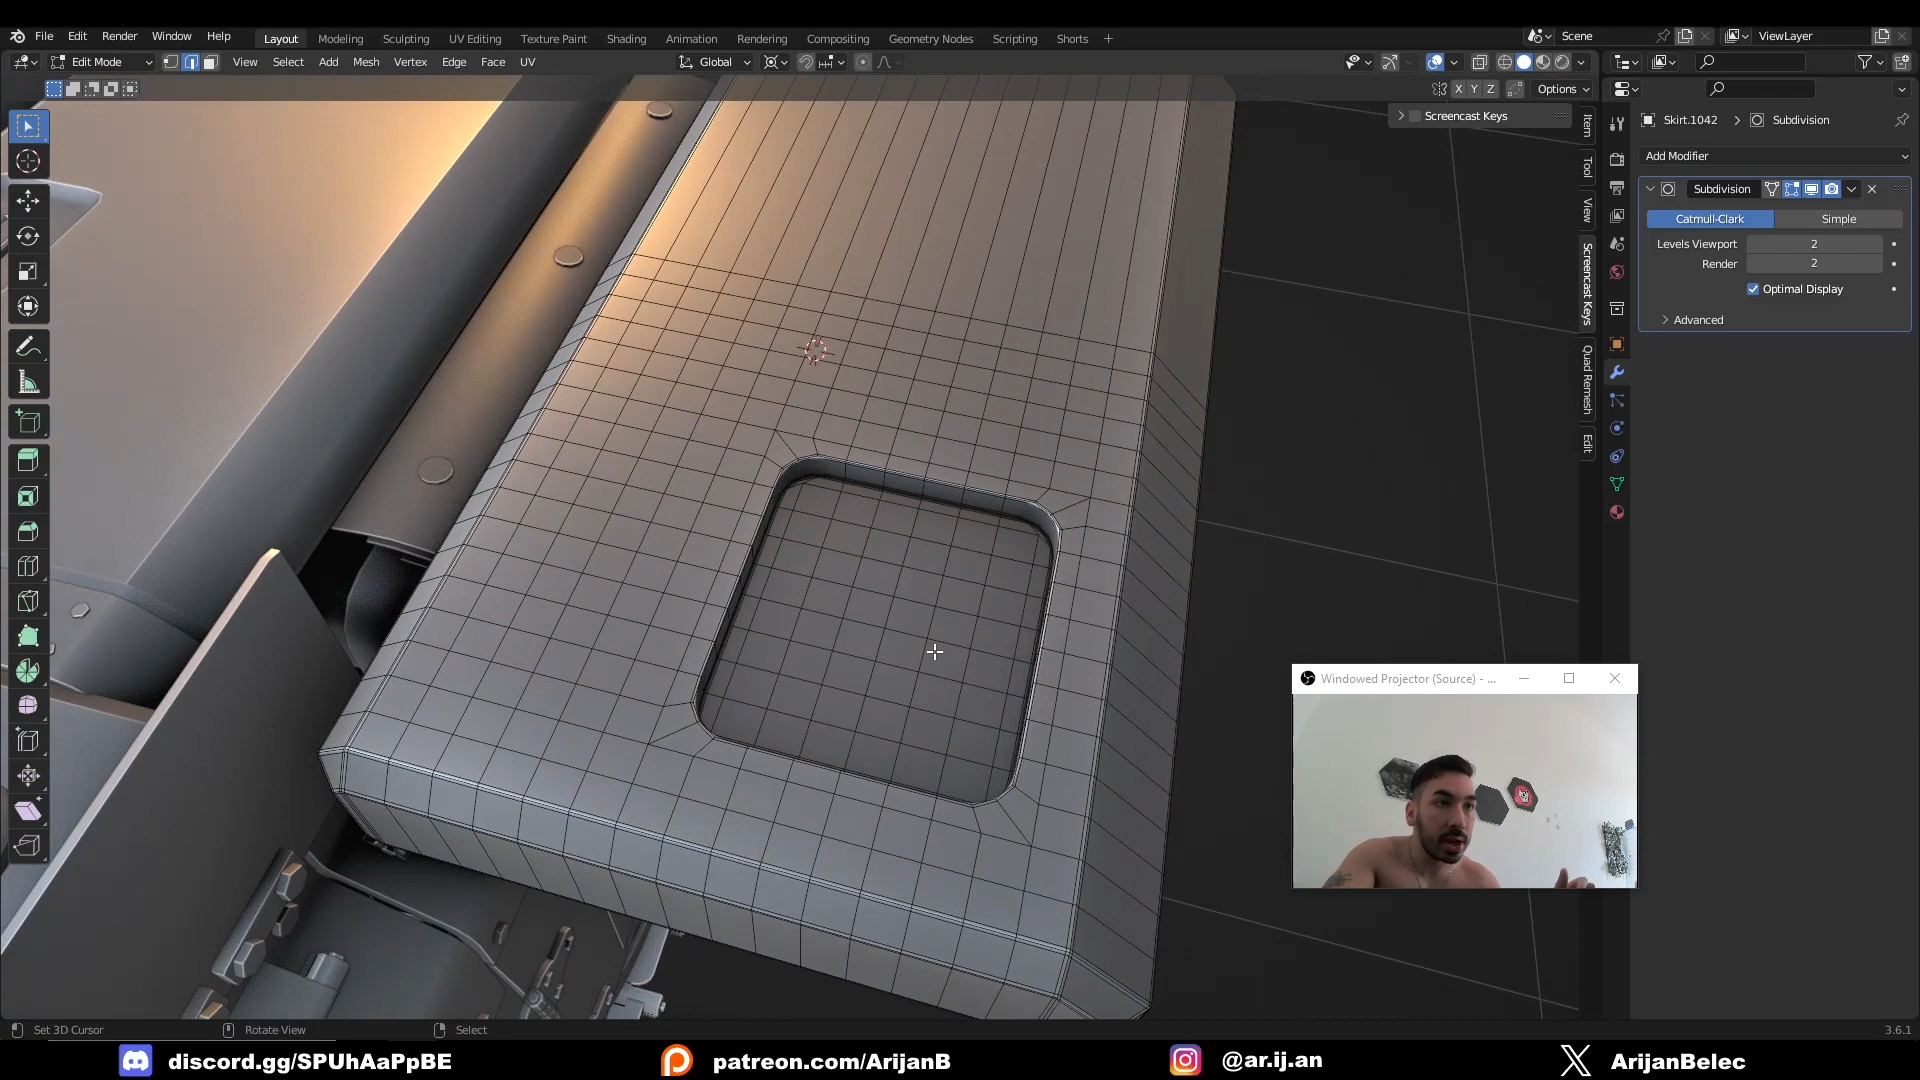 File Edit Render Window Help
Layout Modeling Sculpting UV Editing Texture Paint Shading Animation Rendering Compositing Geometry Nodes Scripting Shorts +
Scene
ViewLayer
Edit Mode
View Select Add Mesh Vertex Edge Face UV
Global
X Y Z
Options
Screencast Keys
Item
Tool
View
Screencast Keys
Quad Remesh
Edit
Skirt.1042 > Subdivision
Add Modifier
Subdivision
Catmull-Clark Simple
Levels Viewport 2
Render 2
Optimal Display
Advanced
Windowed Projector (Source) - ...
Set 3D Cursor
Rotate View
Select
3.6.1
discord.gg/SPUhAaPpBE
patreon.com/ArijanB
@ar.ij.an
ArijanBelec